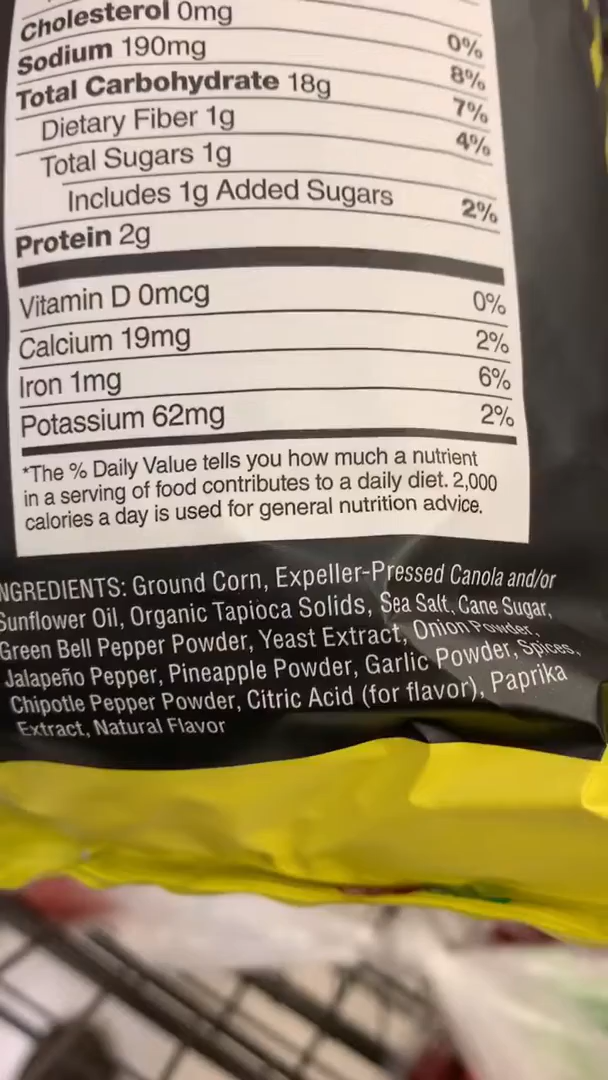 Cholesterol 0mg 0%
Sodium 190mg 8%
Total Carbohydrate 18g 7%
Dietary Fiber 1g 4%
Total Sugars 1g
Includes 1g Added Sugars 2%
Protein 2g
Vitamin D 0mcg 0%
Calcium 19mg 2%
Iron 1mg 6%
Potassium 62mg 2%
*The % Daily Value tells you how much a nutrient
in a serving of food contributes to a daily diet. 2,000
calories a day is used for general nutrition advice.
NGREDIENTS: Ground Corn, Expeller-Pressed Canola and/or
Sunflower Oil, Organic Tapioca Solids, Sea Salt, Cane Sugar,
Green Bell Pepper Powder, Yeast Extract, Onion Powder,
Jalapeño Pepper, Pineapple Powder, Garlic Powder, Spices,
Chipotle Pepper Powder, Citric Acid (for flavor), Paprika
Extract, Natural Flavor